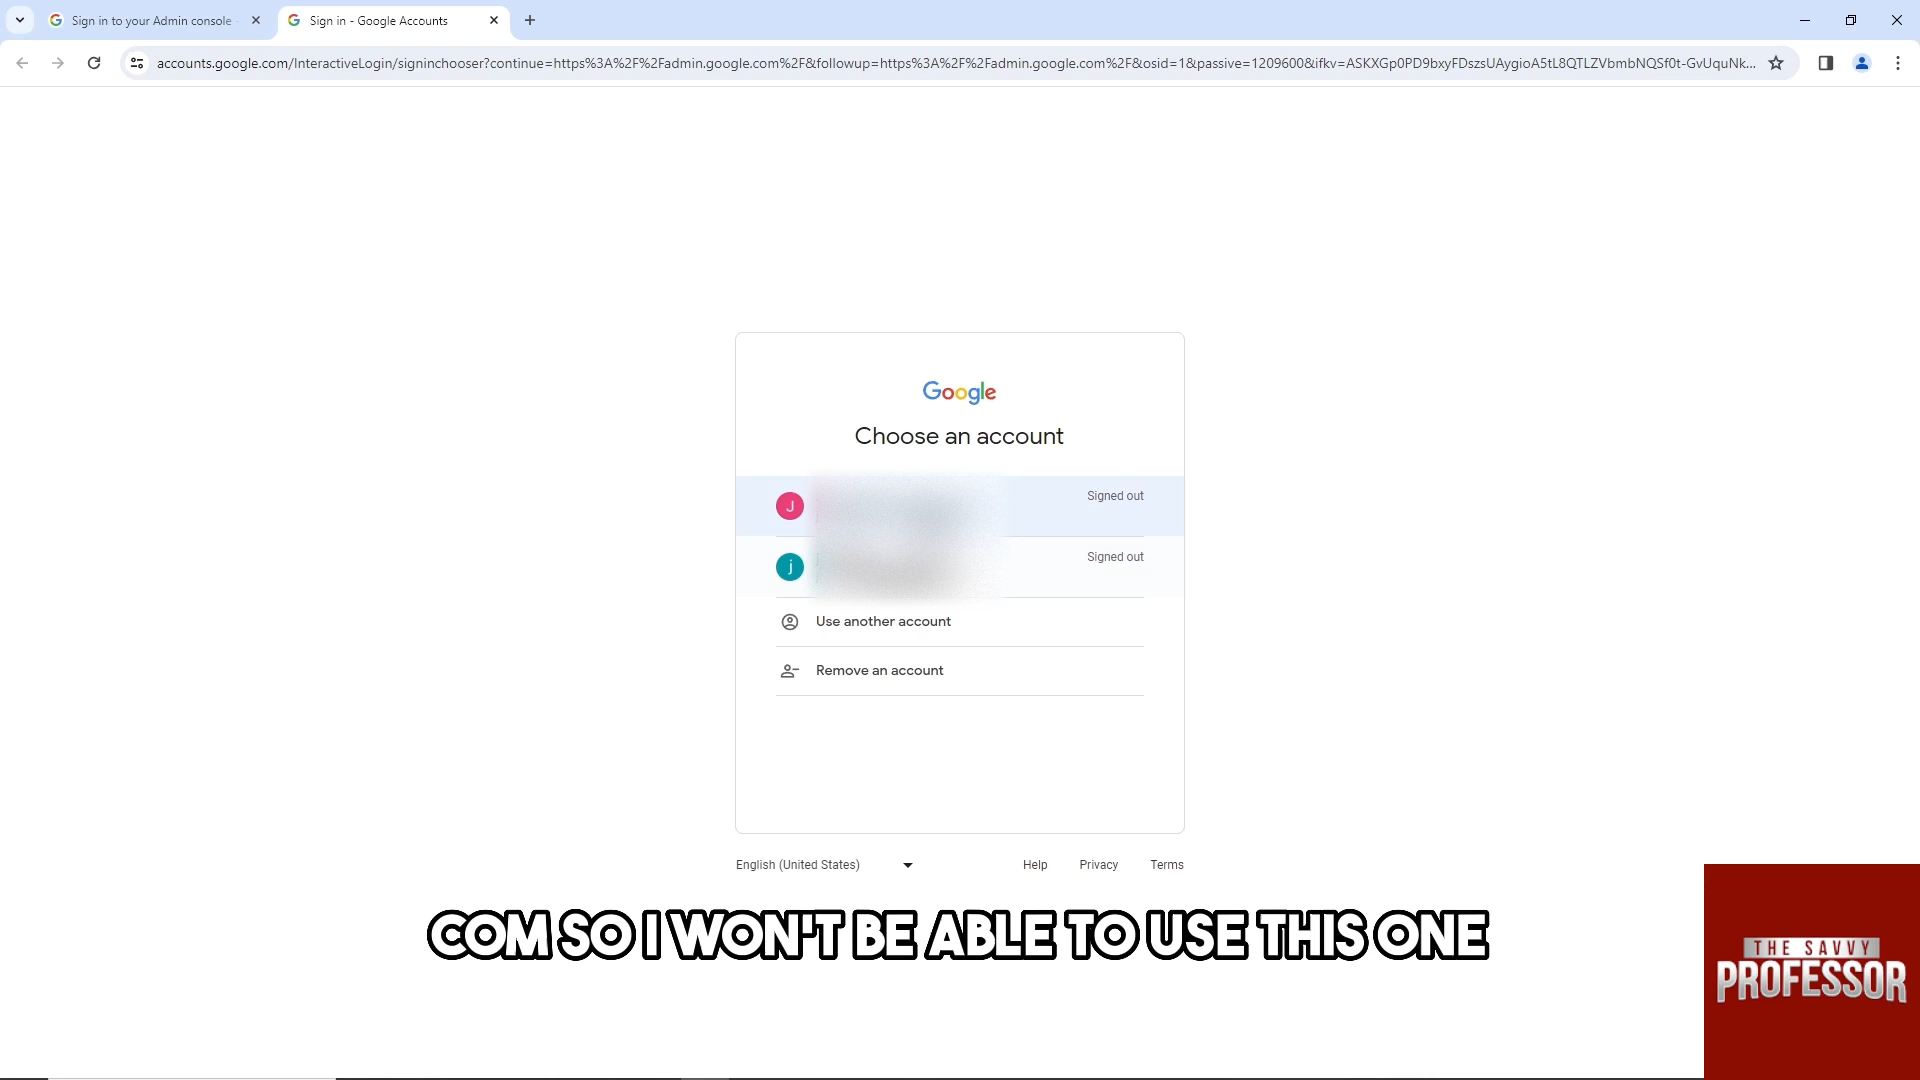 Sign in to your Admin console
Sign in - Google Accounts
accounts.google.com/InteractiveLogin/signinchooser?continue=https%3A%2F%2Fadmin.google.com%2F&followup=https%3A%2F%2Fadmin.google.com%2F&osid=1&passive=1209600&ifkv=ASKXGp0PD9bxyFDszsUAygioA5tL8QTLZVbmbNQSf0t-GvUquNk...
Google
Choose an account
J
Signed out
j
Signed out
Use another account
Remove an account
English (United States)
Help
Privacy
Terms
COM SO I WON'T BE ABLE TO USE THIS ONE
THE SAVVY
PROFESSOR